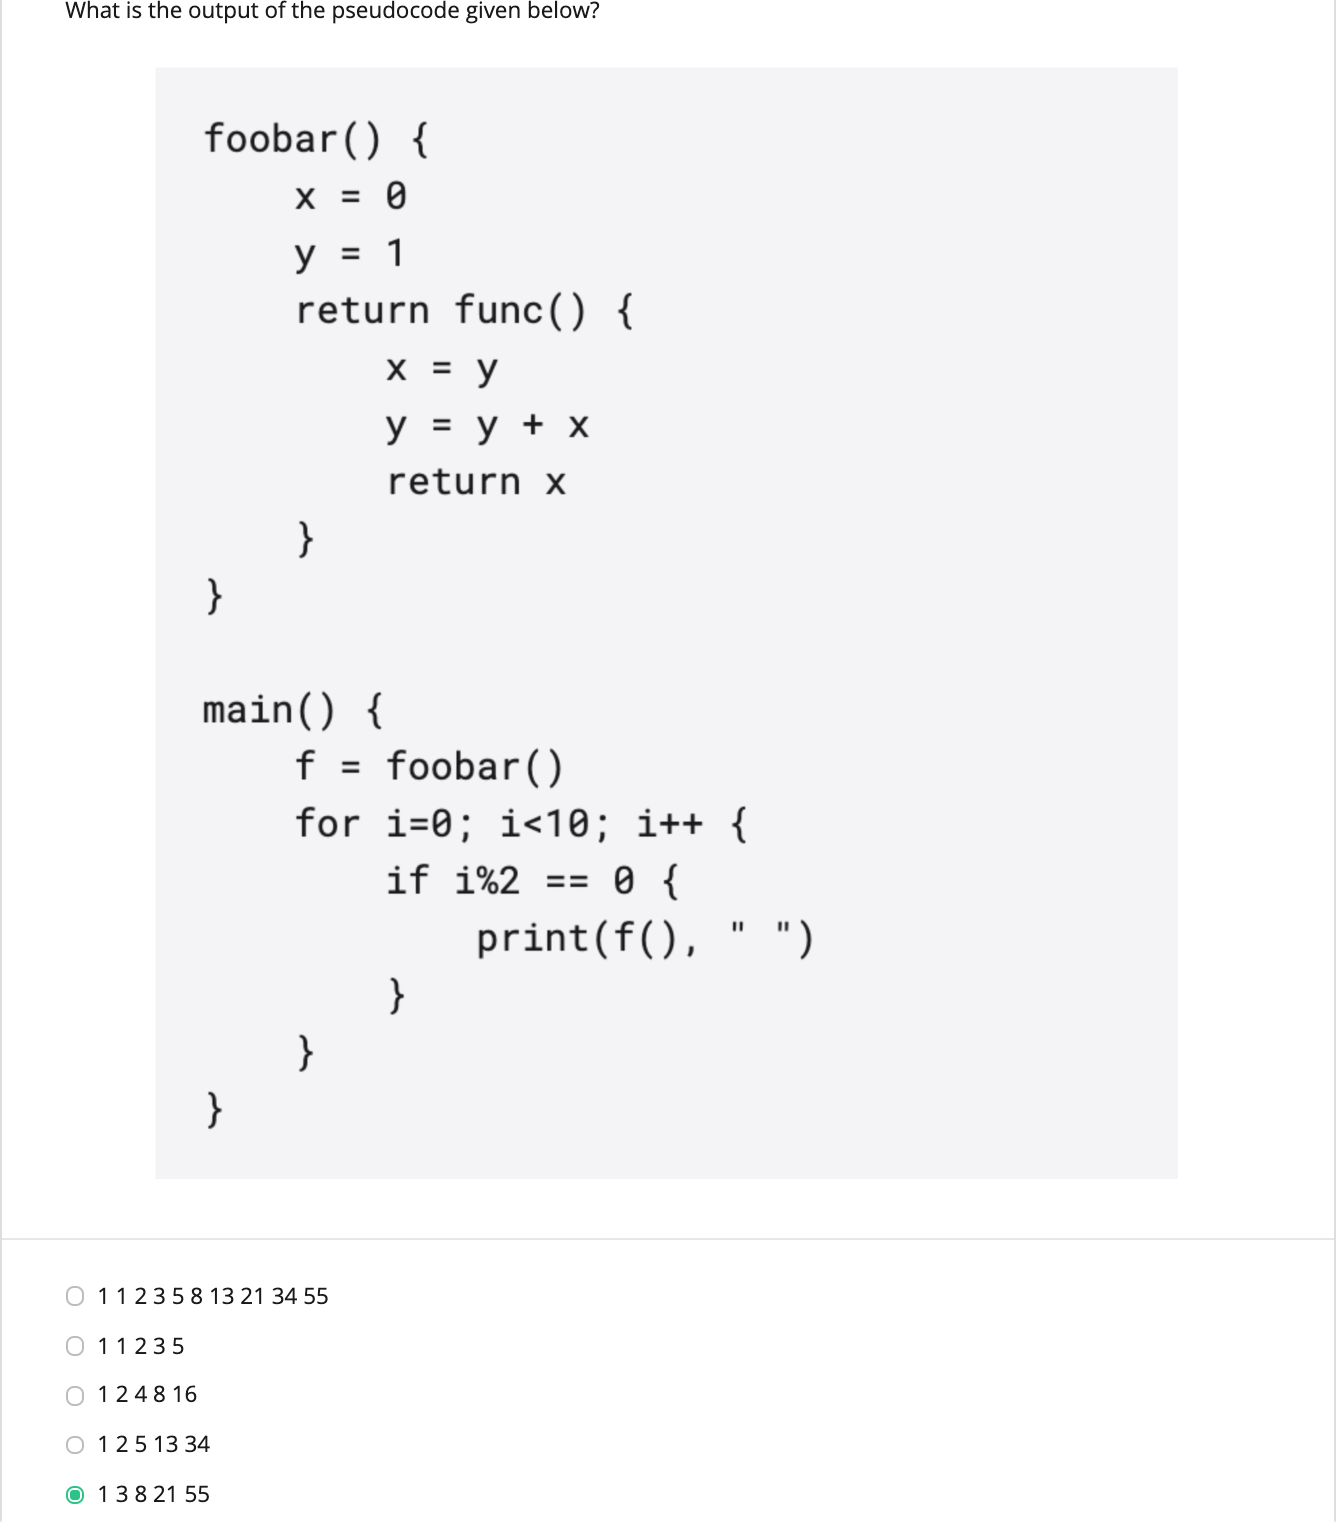 What is the output of the pseudocode given below?
foobar() {
    x = 0
    y = 1
    return func() {
        x = y
        y = y + x
        return x
    }
}
main() {
    f = foobar()
    for i=0; i<10; i++ {
        if i%2 == 0 {
            print(f(), " ")
        }
    }
}
1 1 2 3 5 8 13 21 34 55
1 1 2 3 5
1 2 4 8 16
1 2 5 13 34
1 3 8 21 55